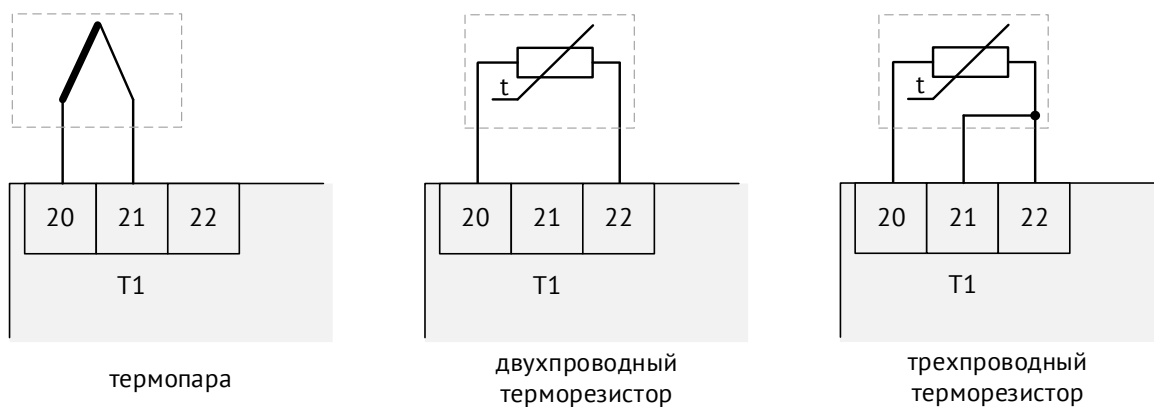 t
t
20 21 22
20 21 22
20 21 22
T1
T1
T1
термопара
двухпроводный
терморезистор
трехпроводный
терморезистор